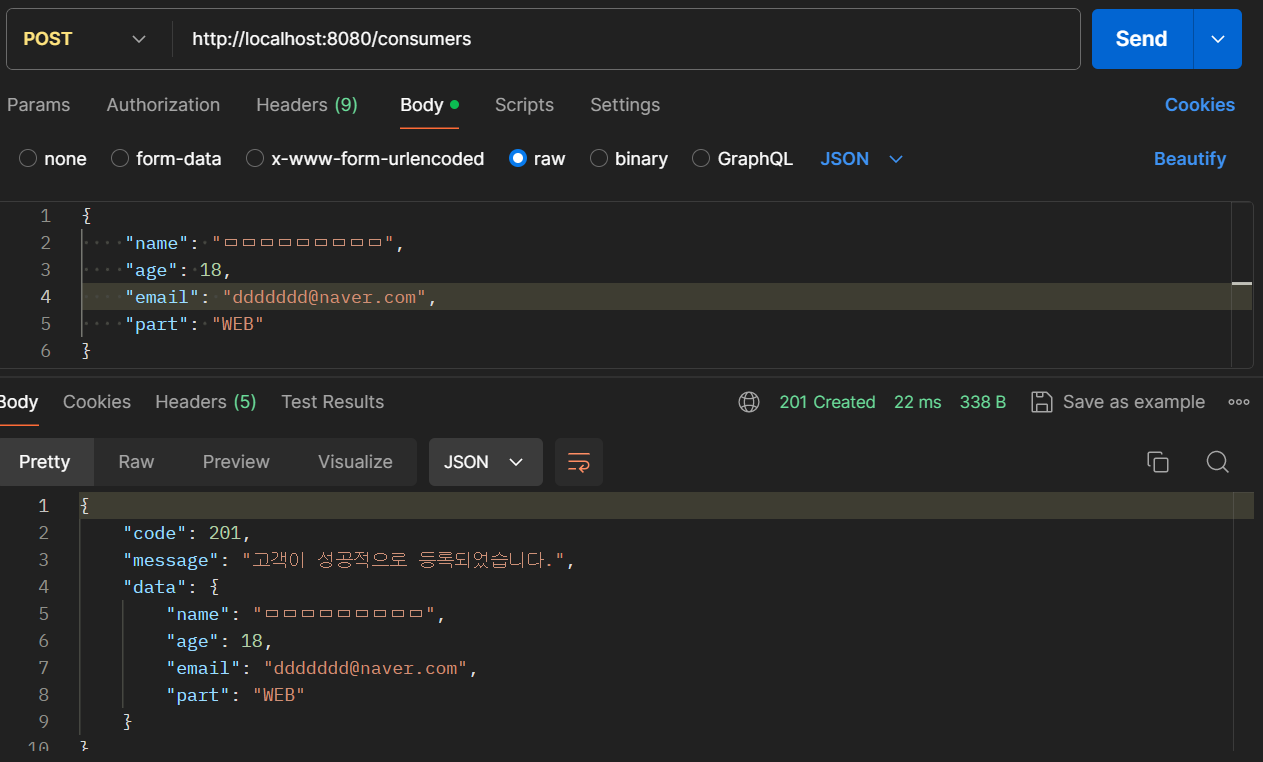 POST http://localhost:8080/consumers Send
Params Authorization Headers (9) Body Scripts Settings Cookies
none form-data x-www-form-urlencoded raw binary GraphQL JSON Beautify
1 {
2 "name": "ㅁㅁㅁㅁㅁㅁㅁㅁㅁ",
3 "age": 18,
4 "email": "ddddddd@naver.com",
5 "part": "WEB"
6 }
Body Cookies Headers (5) Test Results 201 Created 22 ms 338 B Save as example
Pretty Raw Preview Visualize JSON
1 {
2 "code": 201,
3 "message": "고객이 성공적으로 등록되었습니다.",
4 "data": {
5 "name": "ㅁㅁㅁㅁㅁㅁㅁㅁㅁ",
6 "age": 18,
7 "email": "ddddddd@naver.com",
8 "part": "WEB"
9 }
10 }